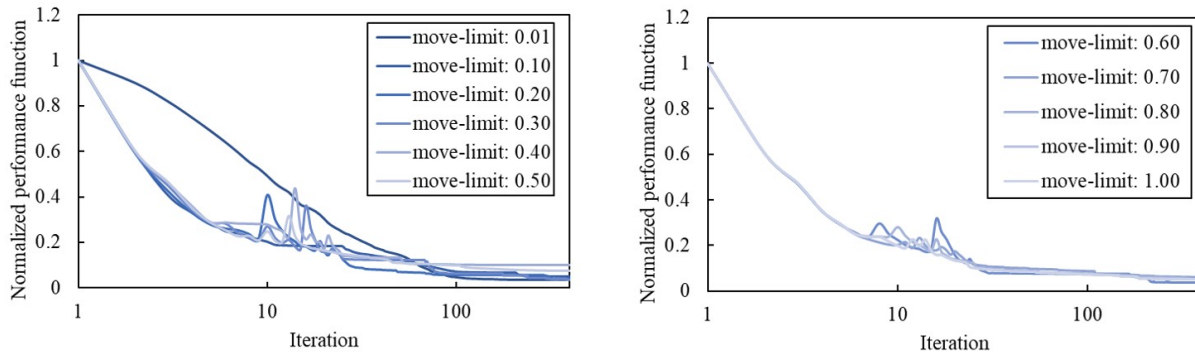 Normalized performance function
1.2
1
0.8
0.6
0.4
0.2
0
1
10
100
Iteration
move-limit: 0.01
move-limit: 0.10
move-limit: 0.20
move-limit: 0.30
move-limit: 0.40
move-limit: 0.50
Normalized performance function
1.2
1
0.8
0.6
0.4
0.2
0
1
10
100
Iteration
move-limit: 0.60
move-limit: 0.70
move-limit: 0.80
move-limit: 0.90
move-limit: 1.00